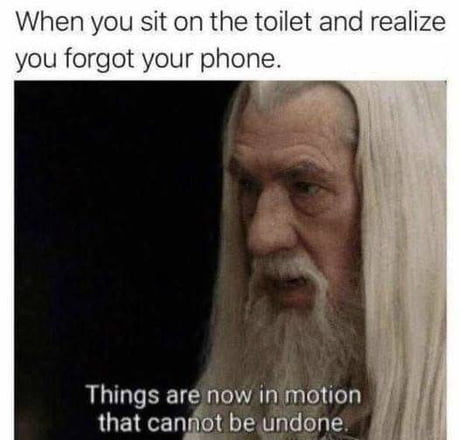 When you sit on the toilet and realize
you forgot your phone.
Things are now in motion
that cannot be undone.